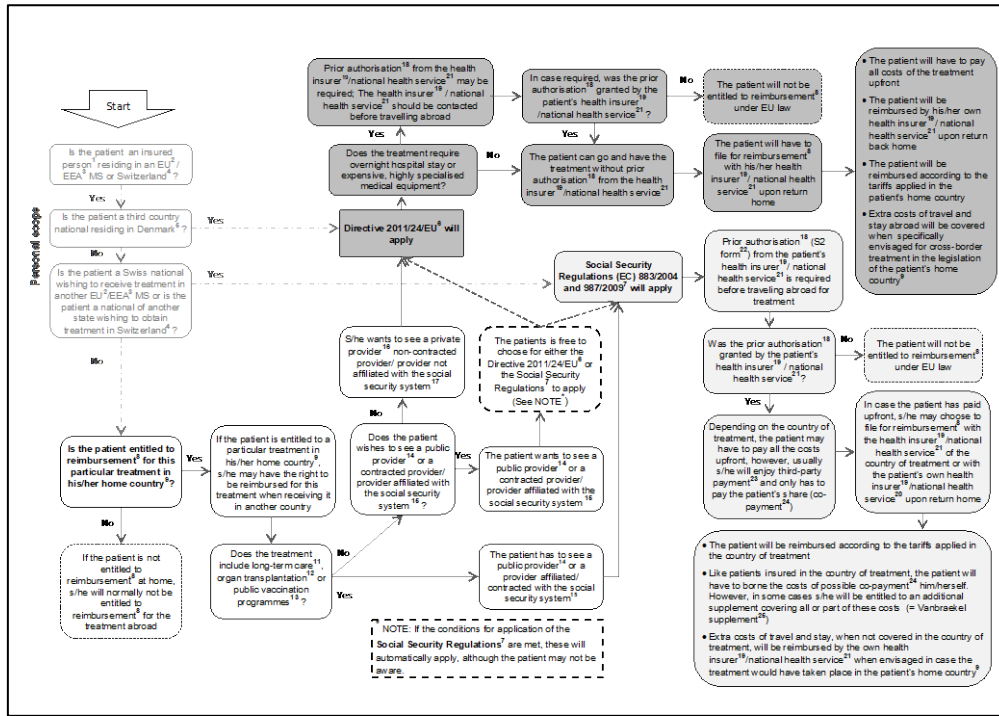 Start
Personal scope
Is the patient an insured
person¹ residing in an EU²/
EEA³ MS or Switzerland⁴ ?
Yes
Is the patient a third country
national residing in Denmark⁵ ?
Yes
No
Is the patient a Swiss national
wishing to receive treatment in
another EU²/EEA³ MS or is the
patient a national of another
state wishing to obtain
treatment in Switzerland⁴ ?
Yes
No
Is the patient entitled to
reimbursement⁸ for this
particular treatment in
his/her home country⁹?
Yes
No
If the patient is not
entitled to
reimbursement⁸ at home,
s/he will normally not be
entitled to
reimbursement⁸ for the
treatment abroad
If the patient is entitled to a
particular treatment in
his/her home country⁹,
s/he may have the right to
be reimbursed for this
treatment when receiving it
in another country
Does the treatment
include long-term care¹¹,
organ transplantation¹² or
public vaccination
programmes¹³ ?
No
Yes
Does the patient
wishes to see a public
provider¹⁴ or a
contracted provider/
provider affiliated with
the social security
system¹⁶ ?
No
Yes
S/he wants to see a private
provider¹⁶ non-contracted
provider/ provider not
affiliated with the social
security system¹⁷
The patient wants to see a
public provider¹⁴ or a
contracted provider/
provider affiliated with the
social security system¹⁵
The patient has to see a
public provider¹⁴ or a
provider affiliated/
contracted with the social
security system¹⁵
The patients is free to
choose for either the
Directive 2011/24/EU⁶ or
the Social Security
Regulations⁷ to apply
(See NOTE*)
Directive 2011/24/EU⁶ will
apply
Does the treatment require
overnight hospital stay or
expensive, highly specialised
medical equipment?
Yes
No
Prior authorisation¹⁸ from the health
insurer¹⁹/national health service²¹ may
be required; The health insurer¹⁹ / national
health service²¹ should be contacted
before travelling abroad
In case required, was the prior
authorisation¹⁸ granted by the
patient's health insurer¹⁹
/national health service²¹ ?
Yes
No
The patient will not be
entitled to reimbursement⁸
under EU law
The patient can go and have the
treatment without prior
authorisation¹⁸ from the health
insurer¹⁹/national health service²¹
The patient will have to
file for reimbursement⁸
with his/her health
insurer¹⁹/ national
health service²¹ upon
return home
• The patient will have to pay
all costs of the treatment
upfront
• The patient will be
reimbursed by his/her own
health insurer¹⁹/ national
health service²¹ upon return
back home
• The patient will be
reimbursed according to the
tariffs applied in the
patient's home country
• Extra costs of travel and
stay abroad will be covered
when specifically
envisaged for cross-border
treatment in the legislation
of the patient's home
country⁹
Social Security
Regulations (EC) 883/2004
and 987/2009⁷ will apply
Prior authorisation¹⁸ (S2
form²²) from the patient's
health insurer¹⁹/ national
health service²¹ is required
before traveling abroad for
treatment
Was the prior authorisation¹⁸
granted by the patient's
health insurer¹⁹ / national
health service²¹?
No
Yes
The patient will not be
entitled to reimbursement⁸
under EU law
Depending on the country of
treatment, the patient may
have to pay all the costs
upfront, however, usually
s/he will enjoy third-party
payment²³ and only has to
pay the patient's share (co-
payment²⁴)
In case the patient has paid
upfront, s/he may choose to
file for reimbursement⁸ with
the health insurer¹⁹/national
health service²¹ of the
country of treatment or with
the patient's own health
insurer¹⁹/national health
service²⁰ upon return home
• The patient will be reimbursed according to the tariffs applied in
the country of treatment
• Like patients insured in the country of treatment, the patient will
have to borne the costs of possible co-payment²⁴ him/herself.
However, in some cases s/he will be entitled to an additional
supplement covering all or part of these costs (= Vanbraekel
supplement²⁵)
• Extra costs of travel and stay, when not covered in the country of
treatment, will be reimbursed by the own health
insurer¹⁹/national health service²¹ when envisaged in case the
treatment would have taken place in the patient's home country⁹
* NOTE: If the conditions for application of the
Social Security Regulations⁷ are met, these will
automatically apply, although the patient may not be
aware.